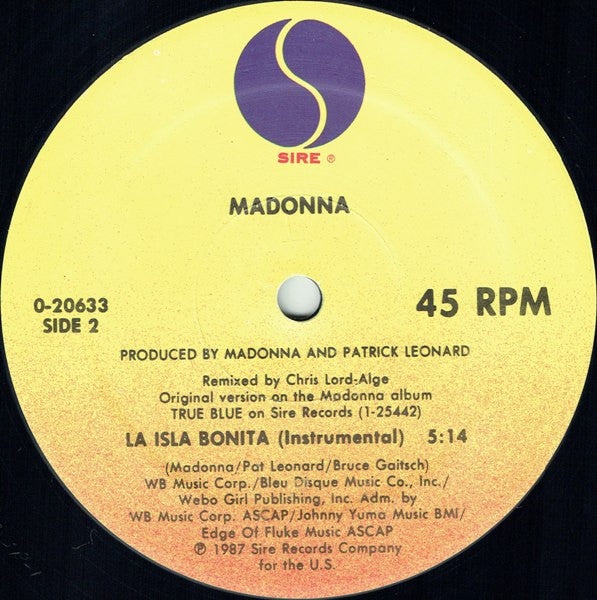 SIRE ®
MADONNA
0-20633
SIDE 2
45 RPM
PRODUCED BY MADONNA AND PATRICK LEONARD
Remixed by Chris Lord-Alge
Original version on the Madonna album
TRUE BLUE on Sire Records (1-25442)
LA ISLA BONITA (Instrumental) 5:14
(Madonna/Pat Leonard/Bruce Gaitsch)
WB Music Corp./Bleu Disque Music Co., Inc./
Webo Girl Publishing, Inc. Adm. by
WB Music Corp. ASCAP/Johnny Yuma Music BMI/
Edge Of Fluke Music ASCAP
℗ 1987 Sire Records Company
for the U.S.